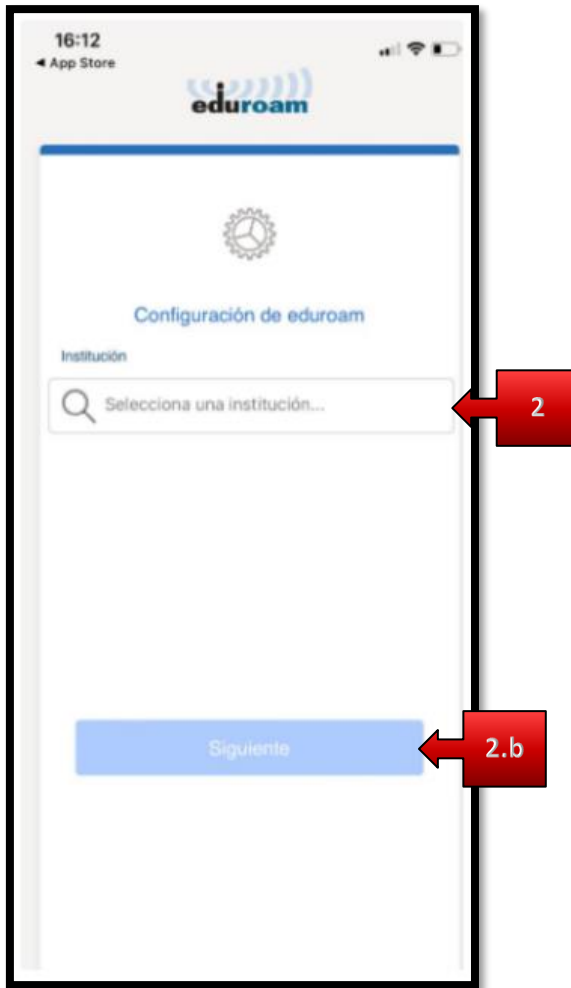 16:12
◀ App Store
eduroam
Configuración de eduroam
Institución
Selecciona una institución...
2
Siguiente
2.b